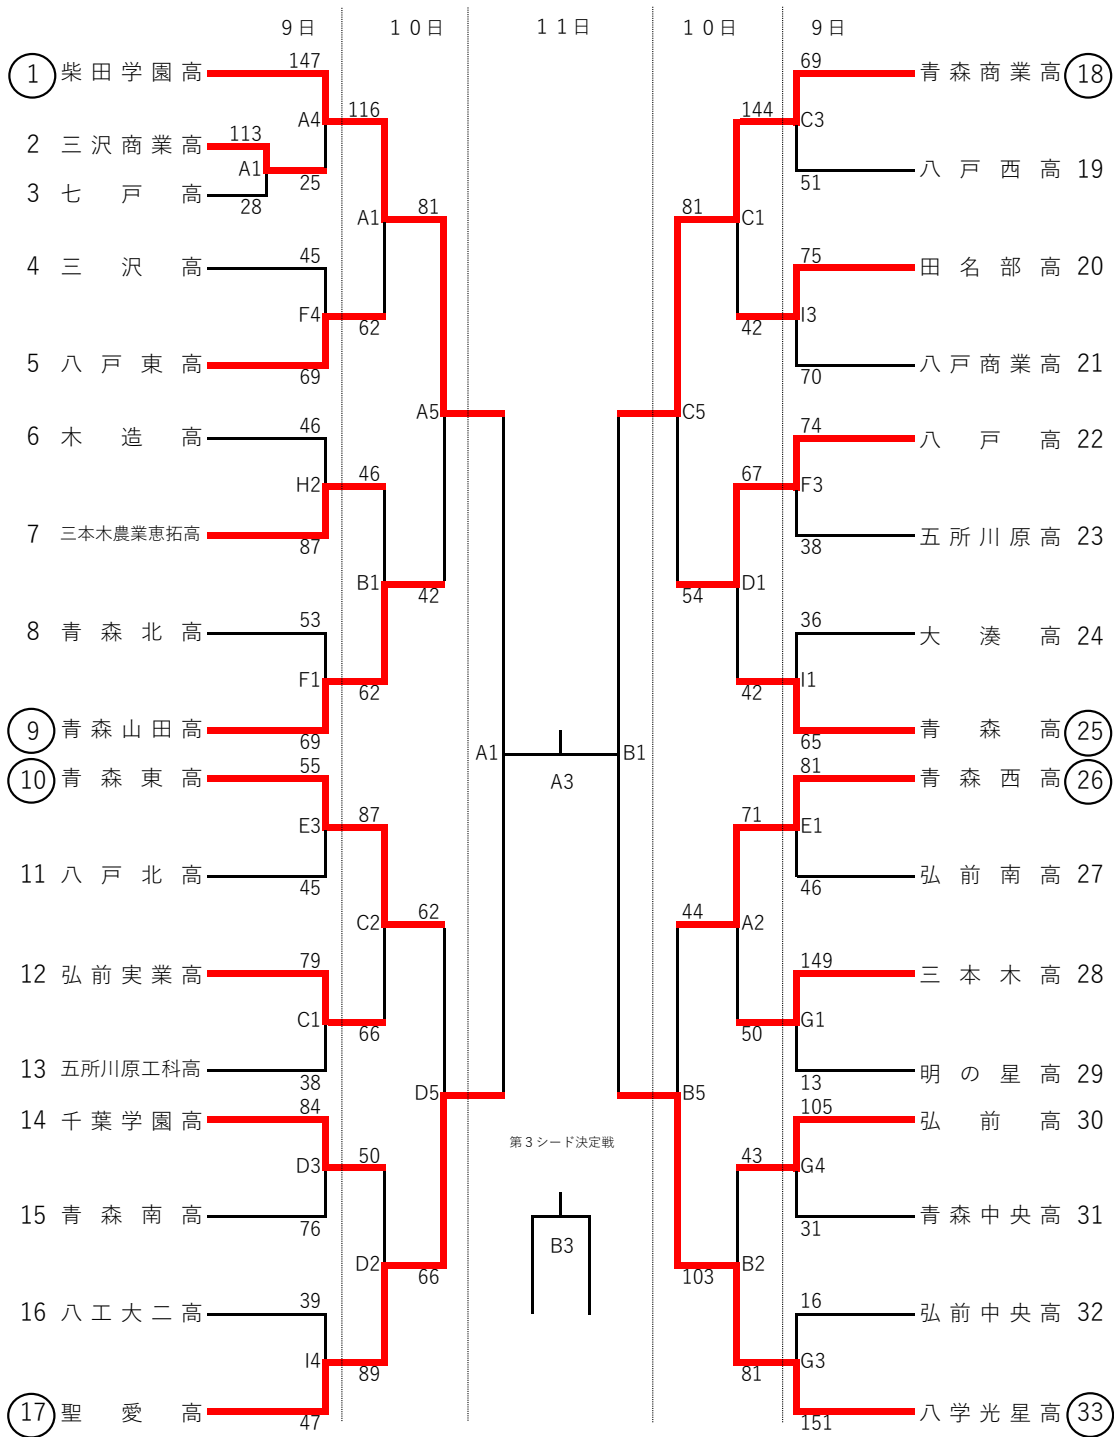 9日 10日 11日 10日 9日
147 69
1 柴田学園高 青森商業高 18
116 144
A4 C3
2 三沢商業高 113
A1 八戸西高 19
25 51
3 七戸高
28
81 81
A1 C1
4 三沢高 45 75 田名部高 20
F4 I3
62 42
5 八戸東高 八戸商業高 21
69 70
A5 C5
6 木造高 46 74 八戸高 22
46 67
H2 F3
7 三本木農業恵拓高 五所川原高 23
87 38
B1 D1
42 54
8 青森北高 53 36 大湊高 24
F1 I1
62 42
9 青森山田高 青森高 25
69 65
A1 B1
A3
10 青森東高 55 81 青森西高 26
87 71
E3 E1
11 八戸北高 弘前南高 27
45 46
62 44
C2 A2
12 弘前実業高 79 149 三本木高 28
C1 G1
66 50
13 五所川原工科高 明の星高 29
38 13
D5 B5
14 千葉学園高 84 105 弘前高 30
第3シード決定戦
50 43
D3 G4
15 青森南高 青森中央高 31
76 31
B3
D2 B2
66 103
16 八工大二高 39 16 弘前中央高 32
I4 G3
89 81
17 聖愛高 八学光星高 33
47 151